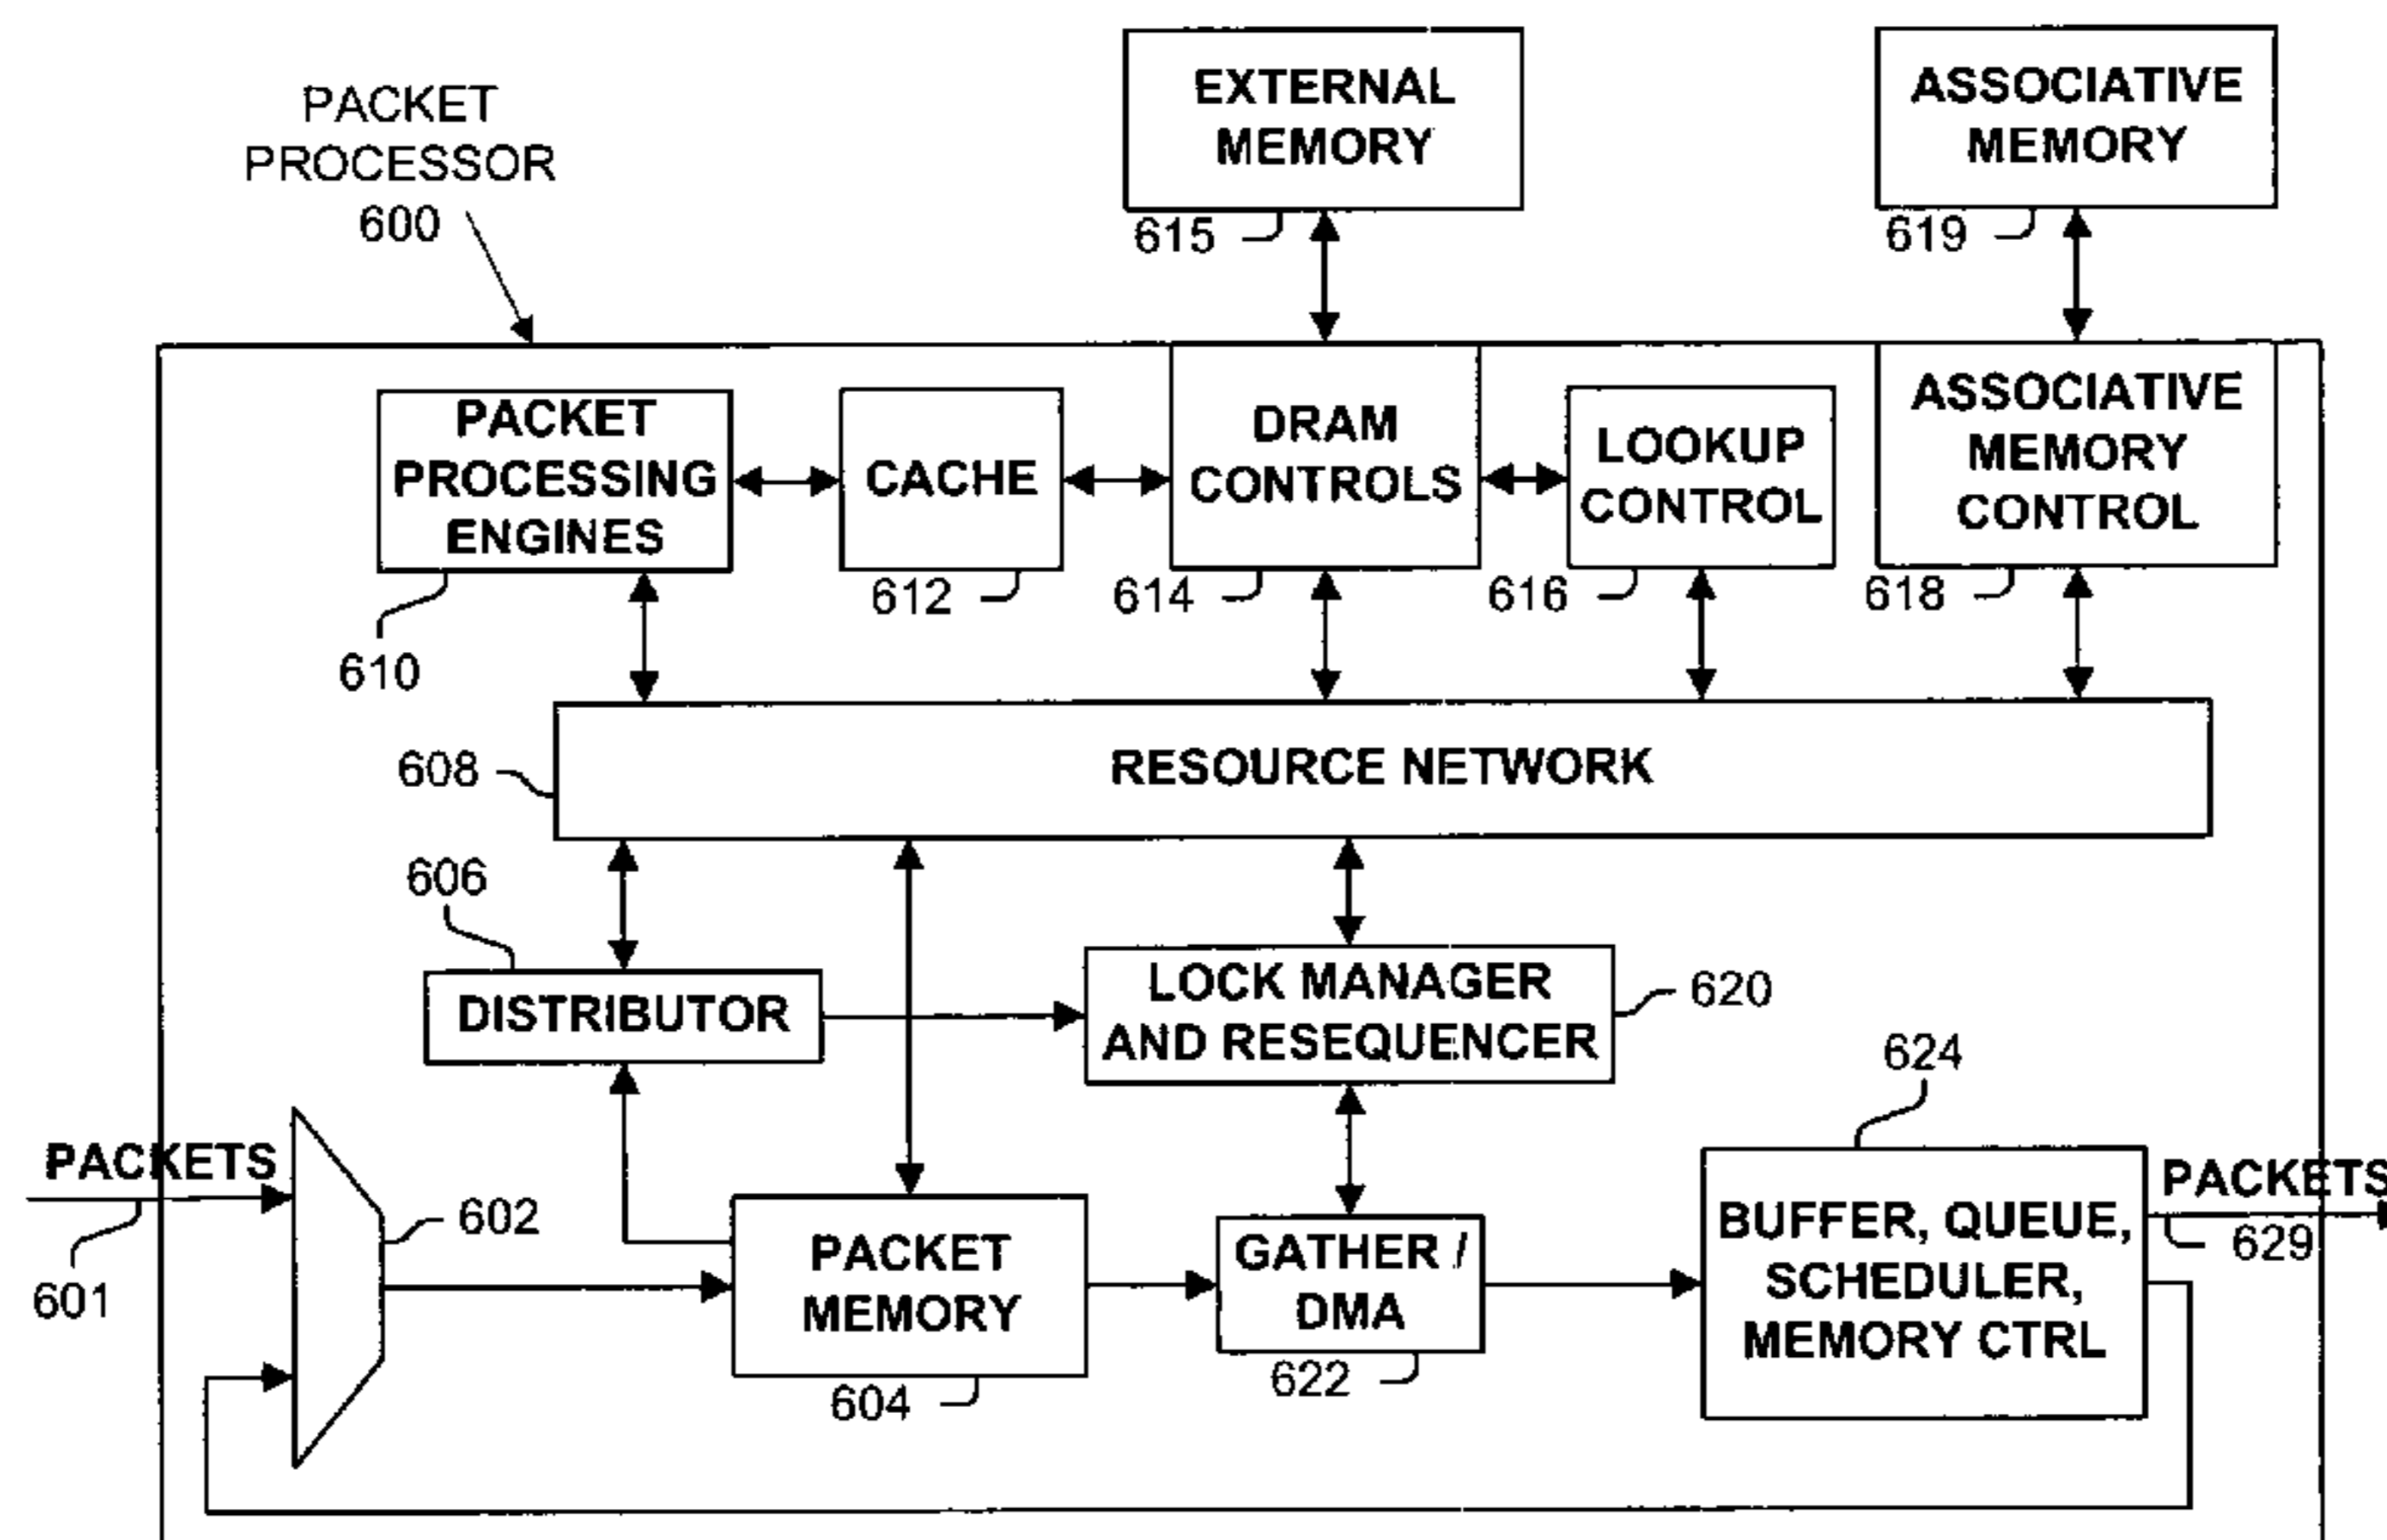 PACKET
PROCESSOR
600
EXTERNAL
MEMORY
615
ASSOCIATIVE
MEMORY
619
PACKET
PROCESSING
ENGINES
610
CACHE
612
DRAM
CONTROLS
614
LOOKUP
CONTROL
616
ASSOCIATIVE
MEMORY
CONTROL
618
RESOURCE NETWORK
608
606
DISTRIBUTOR
LOCK MANAGER
AND RESEQUENCER
620
PACKETS
601
602
PACKET
MEMORY
604
GATHER /
DMA
622
624
BUFFER, QUEUE,
SCHEDULER,
MEMORY CTRL
PACKETS
629